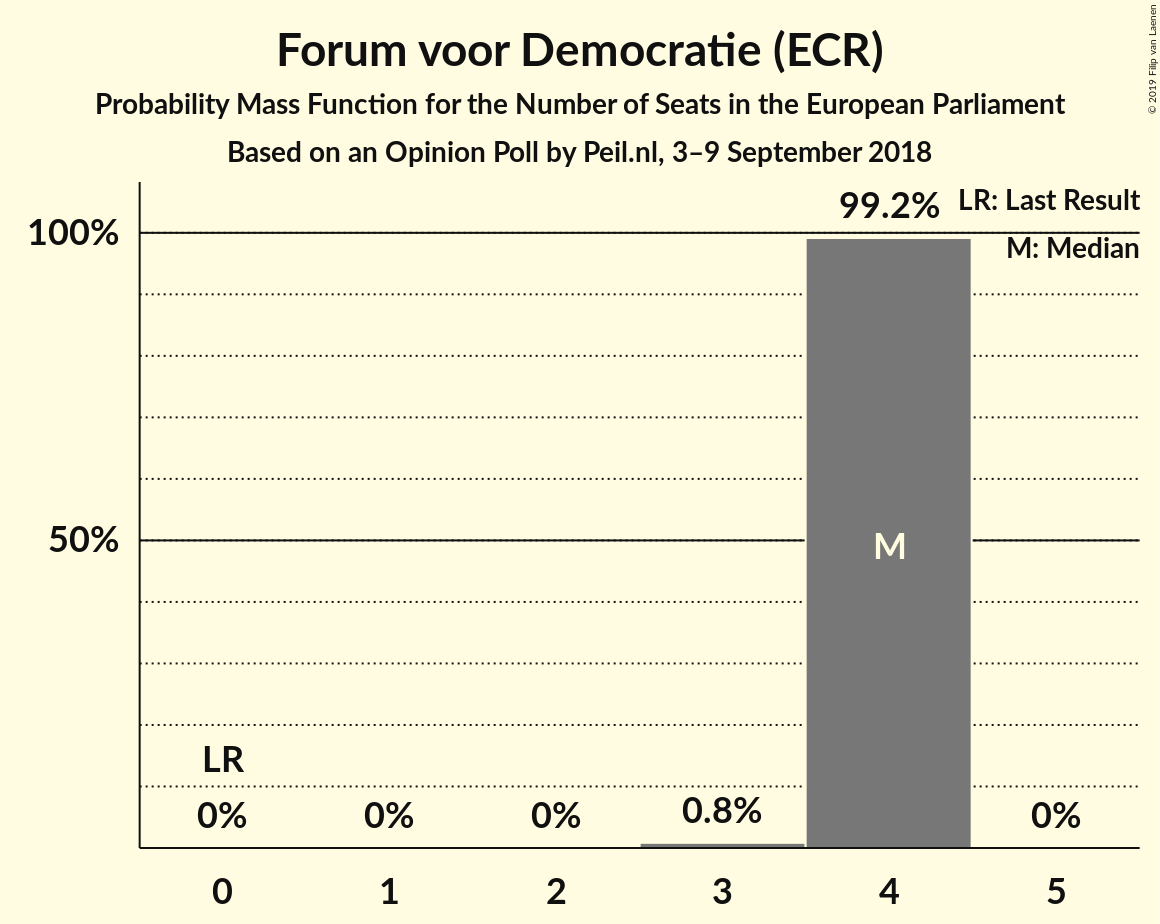 Forum voor Democratie (ECR)
Probability Mass Function for the Number of Seats in the European Parliament
Based on an Opinion Poll by Peil.nl, 3–9 September 2018
© 2019 Filip van Laenen
99.2%
LR: Last Result
100%
M: Median
50%
M
LR
0%
0%
0%
0.8%
0%
0
1
2
3
4
5